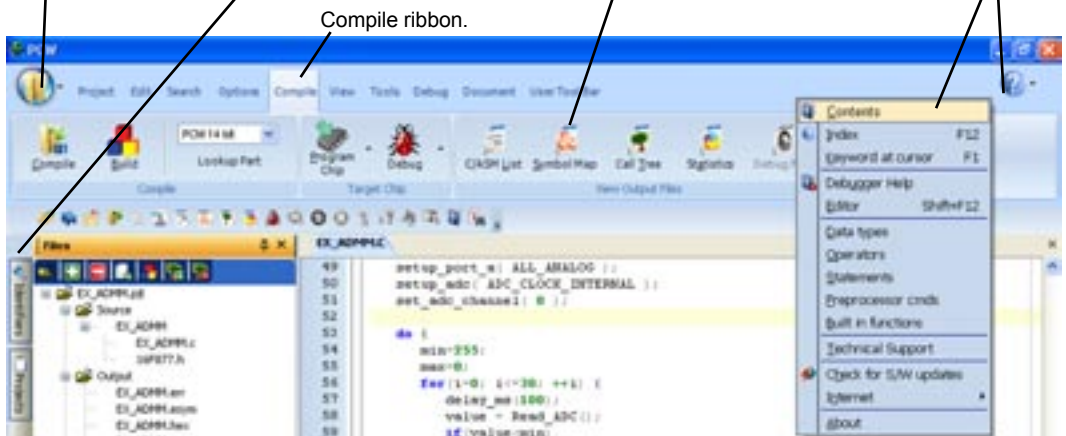 Compile ribbon.
PCW
Project Edit Search Options Compile View Tools Debug Document User Toolbar
Compile
Build
PCM 14 bit
Lookup Part
Program Chip
Debug
C/ASM List
Symbol Map
Call Tree
Statistics
Debug
Compile
Target Chip
View Output Files
Contents
Index F12
Keyword at cursor F1
Debugger Help
Editor Shift+F12
Data types
Operators
Statements
Preprocessor cmds
Built in functions
Technical Support
Check for S/W updates
Internet
About
Files
Identifiers
Projects
EX_ADMM.pjt
Source
EX_ADMM
EX_ADMM.c
16F877.h
Output
EX_ADMM.err
EX_ADMM.esym
EX_ADMM.hex
EX_ADMM.C
49 setup_port_a( ALL_ANALOG );
50 setup_adc( ADC_CLOCK_INTERNAL );
51 set_adc_channel( 0 );
52
53 do {
54 min=255;
55 max=0;
56 for(i=0; i<=30; ++i) {
57 delay_ms(100);
58 value = Read_ADC();
59 if(value<min)